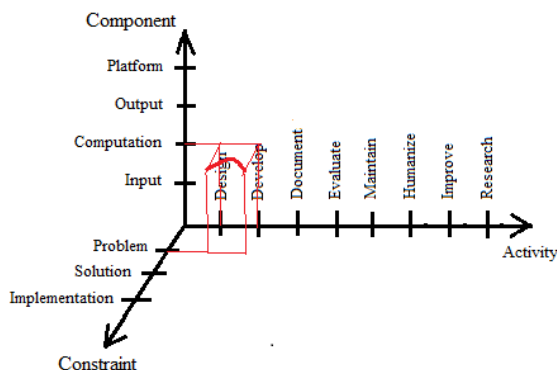 Component
Platform
Output
Computation
Input
Design
Develop
Document
Evaluate
Maintain
Humanize
Improve
Research
Activity
Problem
Solution
Implementation
Constraint